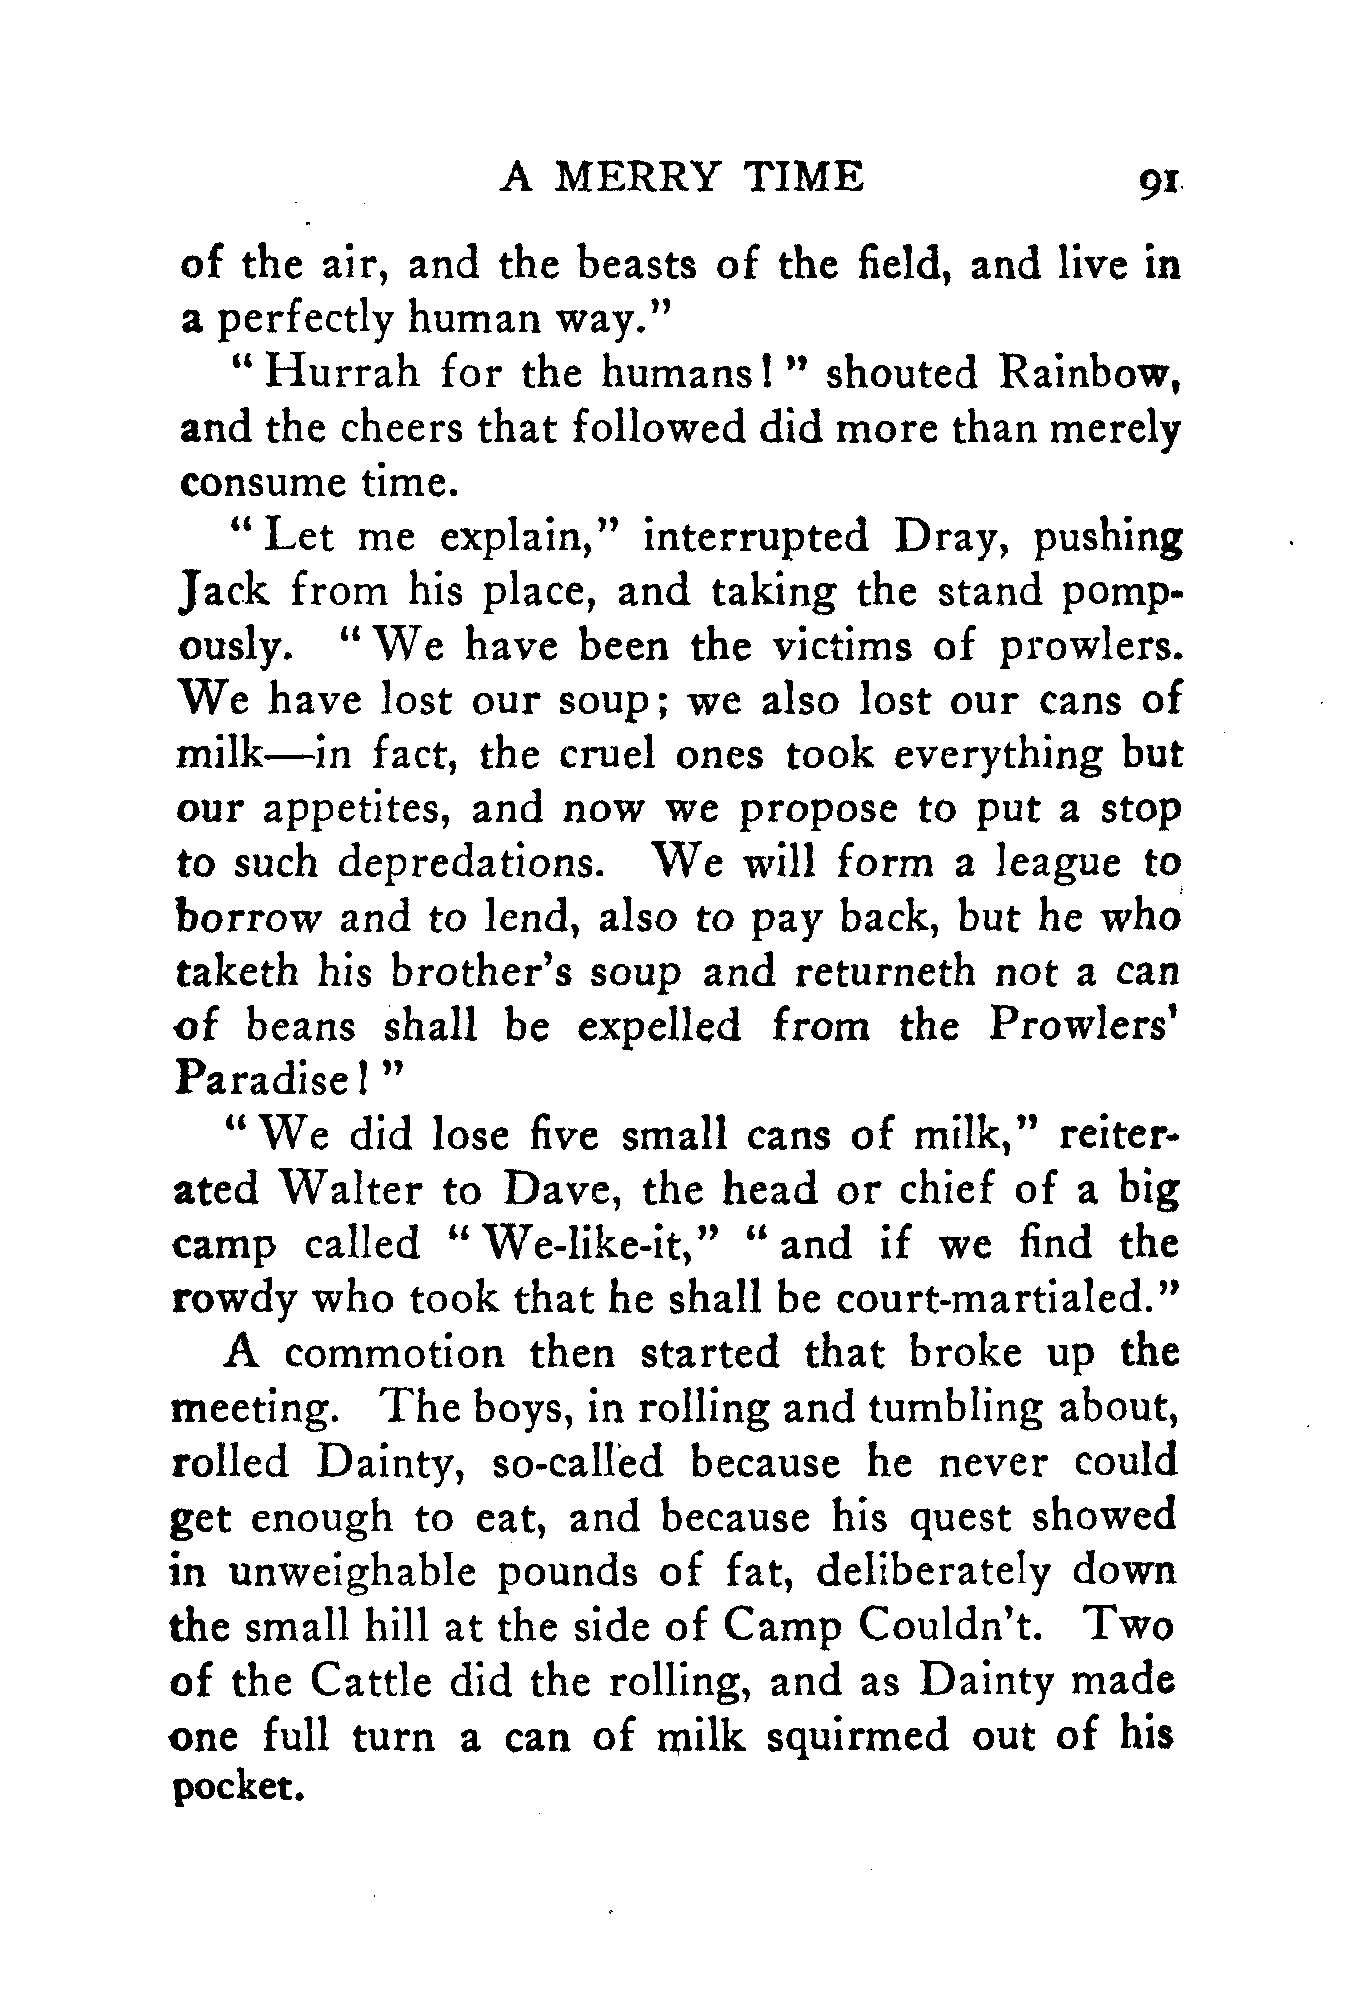 A MERRY TIME 91
of the air, and the beasts of the field, and live in
a perfectly human way."
"Hurrah for the humans!" shouted Rainbow,
and the cheers that followed did more than merely
consume time.
"Let me explain," interrupted Dray, pushing
Jack from his place, and taking the stand pomp-
ously. "We have been the victims of prowlers.
We have lost our soup; we also lost our cans of
milk—in fact, the cruel ones took everything but
our appetites, and now we propose to put a stop
to such depredations. We will form a league to
borrow and to lend, also to pay back, but he who
taketh his brother's soup and returneth not a can
of beans shall be expelled from the Prowlers'
Paradise!"
"We did lose five small cans of milk," reiter-
ated Walter to Dave, the head or chief of a big
camp called "We-like-it," "and if we find the
rowdy who took that he shall be court-martialed."
A commotion then started that broke up the
meeting. The boys, in rolling and tumbling about,
rolled Dainty, so-called because he never could
get enough to eat, and because his quest showed
in unweighable pounds of fat, deliberately down
the small hill at the side of Camp Couldn't. Two
of the Cattle did the rolling, and as Dainty made
one full turn a can of milk squirmed out of his
pocket.